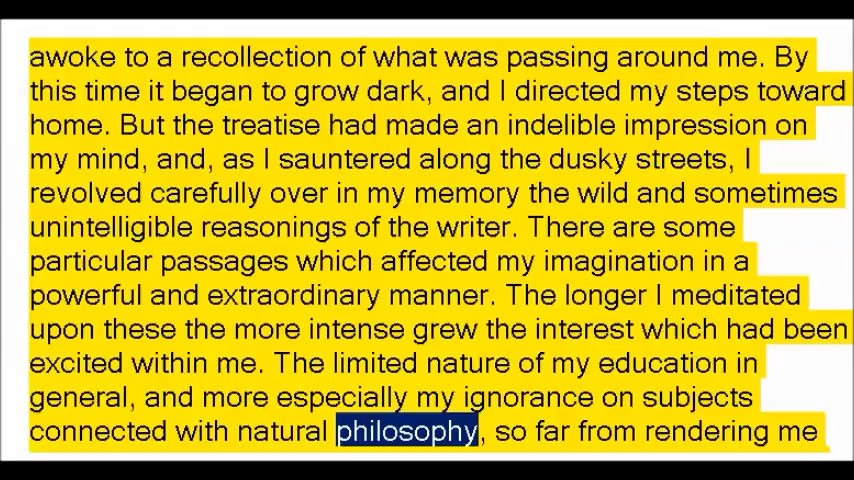 awoke to a recollection of what was passing around me. By
this time it began to grow dark, and I directed my steps toward
home. But the treatise had made an indelible impression on
my mind, and, as I sauntered along the dusky streets, I
revolved carefully over in my memory the wild and sometimes
unintelligible reasonings of the writer. There are some
particular passages which affected my imagination in a
powerful and extraordinary manner. The longer I meditated
upon these the more intense grew the interest which had been
excited within me. The limited nature of my education in
general, and more especially my ignorance on subjects
connected with natural philosophy, so far from rendering me